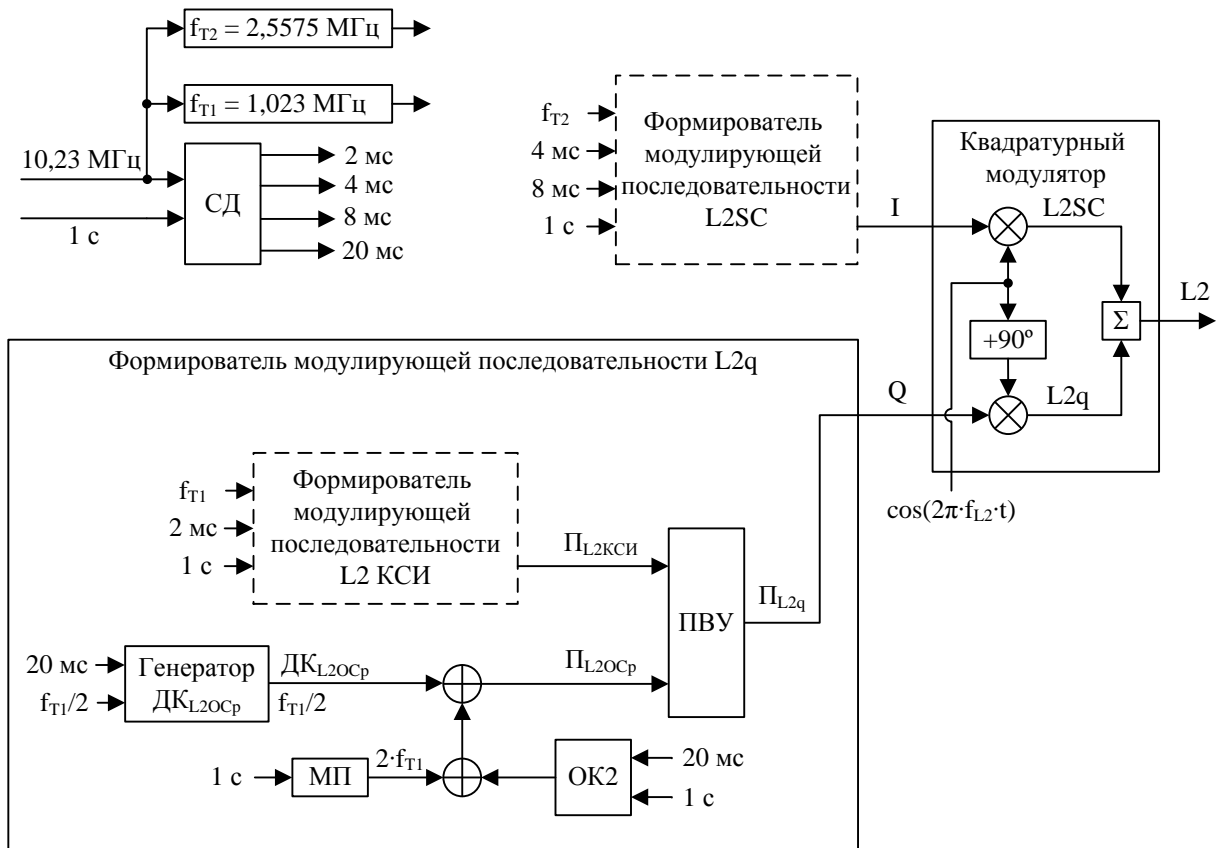 f_T2 = 2,5575 МГц
f_T1 = 1,023 МГц
10,23 МГц
1 с
СД
2 мс
4 мс
8 мс
20 мс
f_T2
4 мс
8 мс
1 с
Формирователь
модулирующей
последовательности
L2SC
I
Квадратурный
модулятор
L2SC
+90º
Σ
L2
L2q
Q
cos(2π·f_L2·t)
Формирователь модулирующей последовательности L2q
f_T1
2 мс
1 с
Формирователь
модулирующей
последовательности
L2 КСИ
П_L2КСИ
ПВУ
П_L2q
20 мс
f_T1/2
Генератор
ДК_L2ОСр
ДК_L2ОСр
f_T1/2
П_L2ОСр
1 с
МП
2·f_T1
ОК2
20 мс
1 с